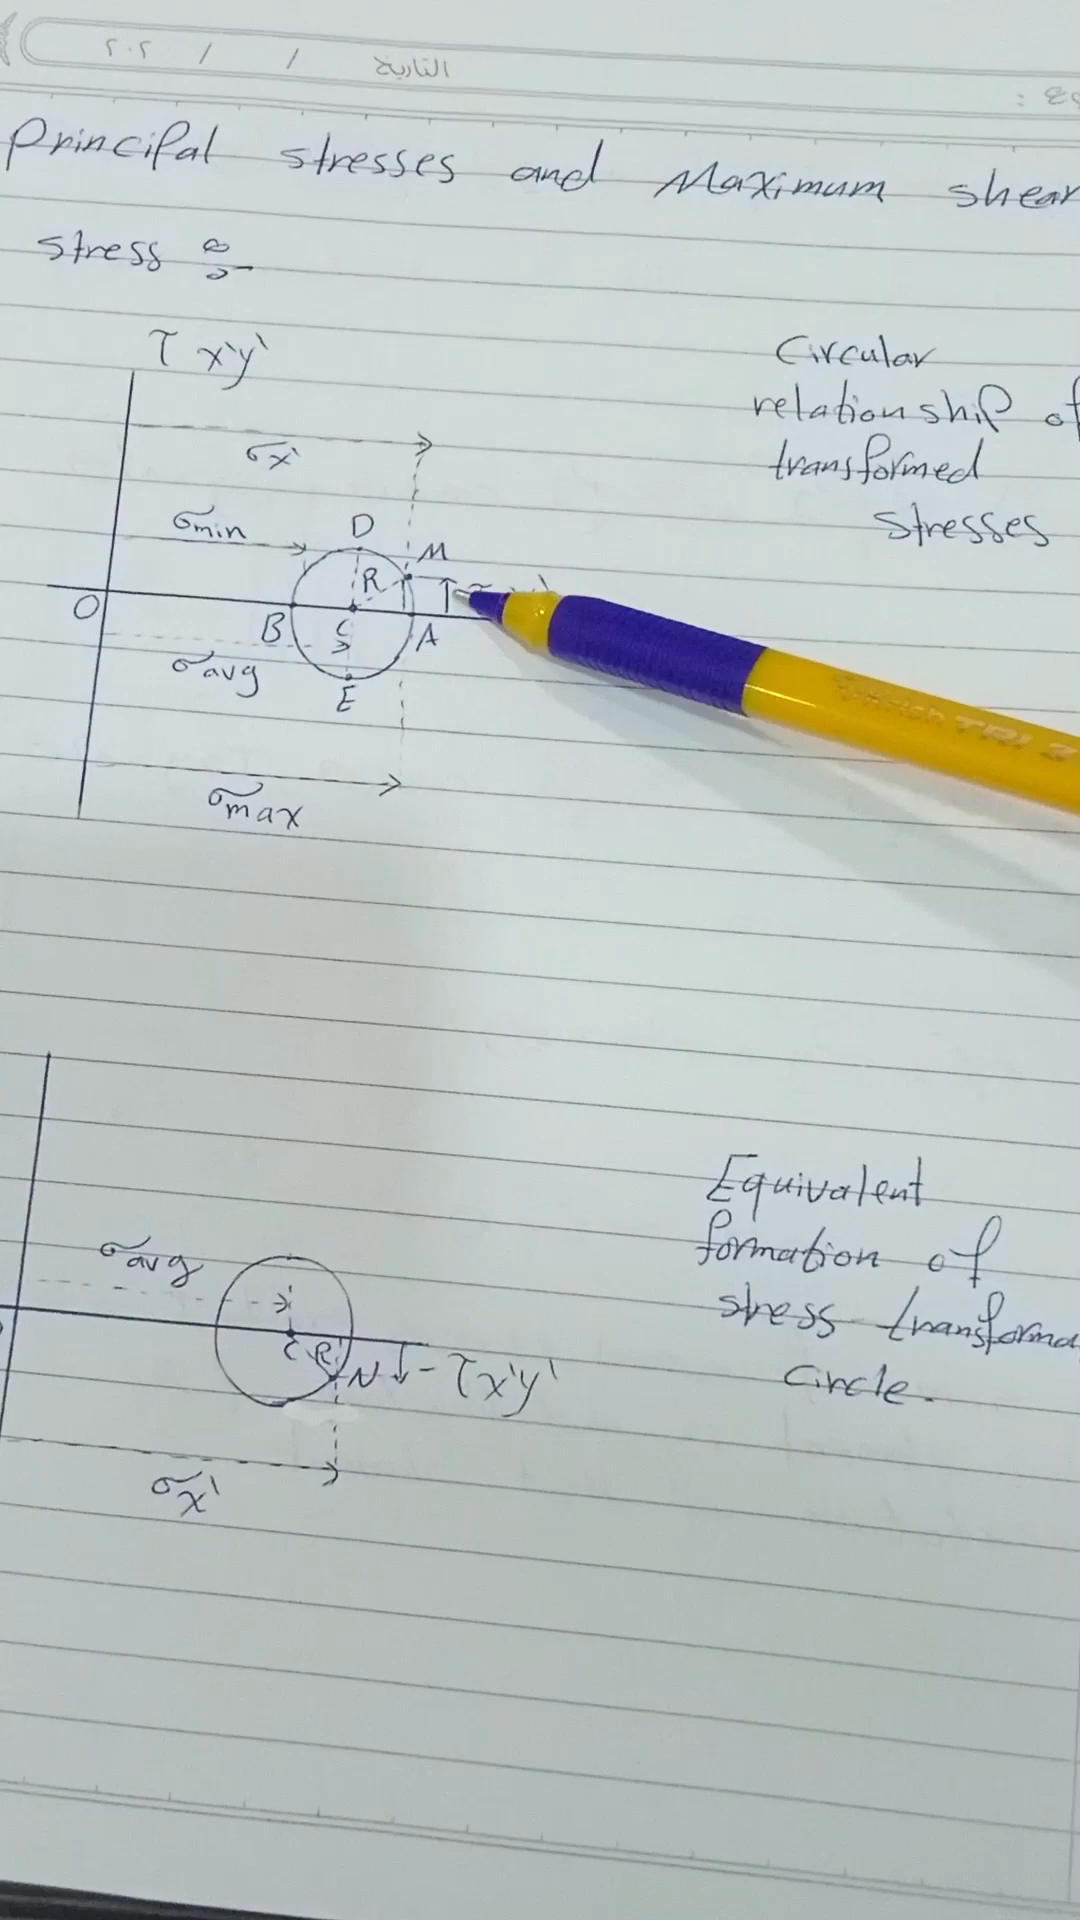 ٢٠٢ / / التاريخ
Principal stresses and Maximum shear
stress :-
τ x'y'
σx'
σmin
D
M
R
O
B
C
A
σavg
E
σmax
Circular
relationship of
transformed
stresses
TRI
σavg
C
R
N
- τx'y'
σx'
Equivalent
formation of
stress transforma
Circle.